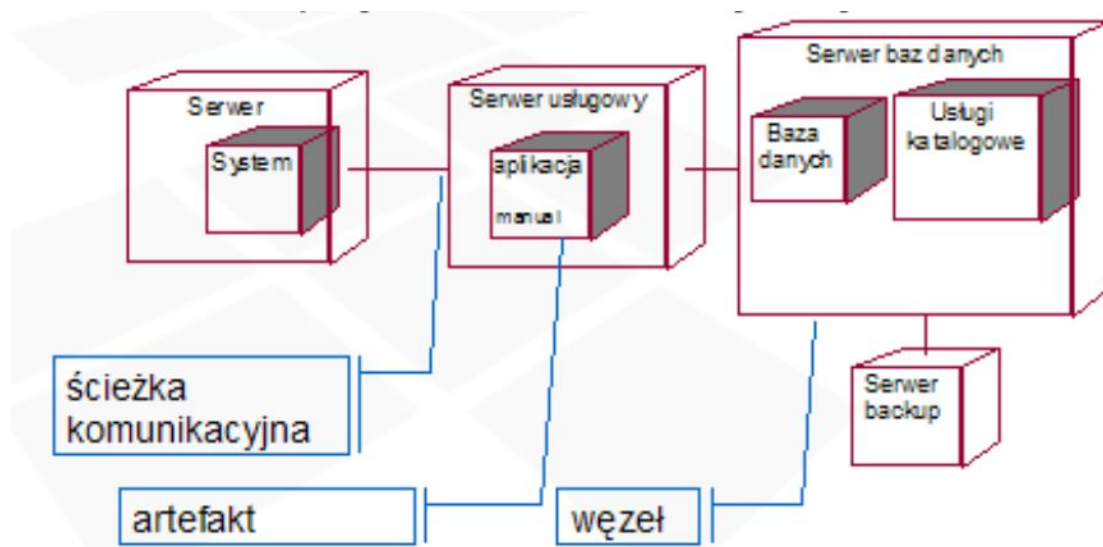 Serwer
System
Serwer usługowy
aplikacja
manual
Serwer baz danych
Baza
danych
Usługi
katalogowe
Serwer
backup
ścieżka
komunikacyjna
artefakt
węzeł